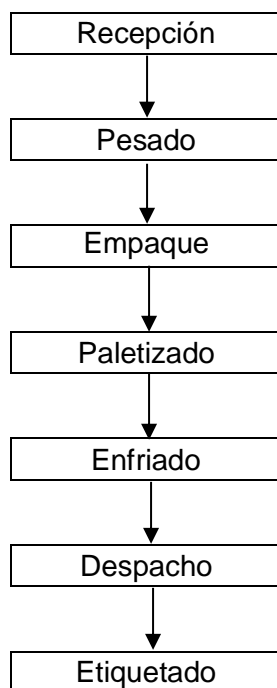 Recepción
Pesado
Empaque
Paletizado
Enfriado
Despacho
Etiquetado